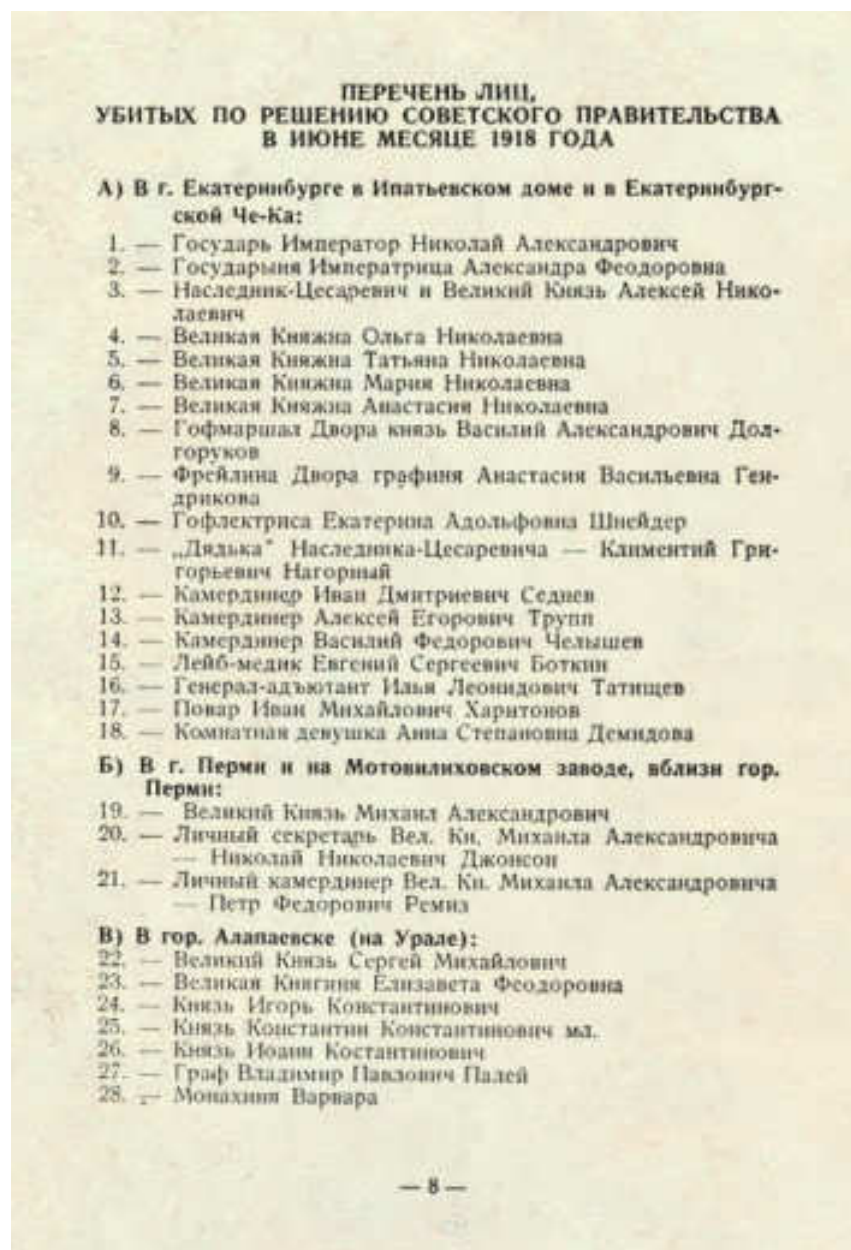 ПЕРЕЧЕНЬ ЛИЦ,
УБИТЫХ ПО РЕШЕНИЮ СОВЕТСКОГО ПРАВИТЕЛЬСТВА
В ИЮНЕ МЕСЯЦЕ 1918 ГОДА
А) В г. Екатеринбурге в Ипатьевском доме и в Екатеринбург-
ской Че-Ка:
1. — Государь Император Николай Александрович
2. — Государыня Императрица Александра Феодоровна
3. — Наследник-Цесаревич и Великий Князь Алексей Нико-
лаевич
4. — Великая Княжна Ольга Николаевна
5. — Великая Княжна Татьяна Николаевна
6. — Великая Княжна Мария Николаевна
7. — Великая Княжна Анастасия Николаевна
8. — Гофмаршал Двора князь Василий Александрович Дол-
горуков
9. — Фрейлина Двора графиня Анастасия Васильевна Ген-
дрикова
10. — Гофлектриса Екатерина Адольфовна Шнейдер
11. — „Дядька" Наследника-Цесаревича — Климентий Гри-
горьевич Нагорный
12. — Камердинер Иван Дмитриевич Седнев
13. — Камердинер Алексей Егорович Трупп
14. — Камердинер Василий Федорович Челышев
15. — Лейб-медик Евгений Сергеевич Боткин
16. — Генерал-адъютант Илья Леонидович Татищев
17. — Повар Иван Михайлович Харитонов
18. — Комнатная девушка Анна Степановна Демидова
Б) В г. Перми и на Мотовилиховском заводе, вблизи гор.
Перми:
19. — Великий Князь Михаил Александрович
20. — Личный секретарь Вел. Кн. Михаила Александровича
— Николай Николаевич Джонсон
21. — Личный камердинер Вел. Кн. Михаила Александровича
— Петр Федорович Ремиз
В) В гор. Алапаевске (на Урале):
22. — Великий Князь Сергей Михайлович
23. — Великая Княгиня Елизавета Феодоровна
24. — Князь Игорь Константинович
25. — Князь Константин Константинович мл.
26. — Князь Иоанн Костантинович
27. — Граф Владимир Павлович Палей
28. — Монахиня Варвара
— 8 —